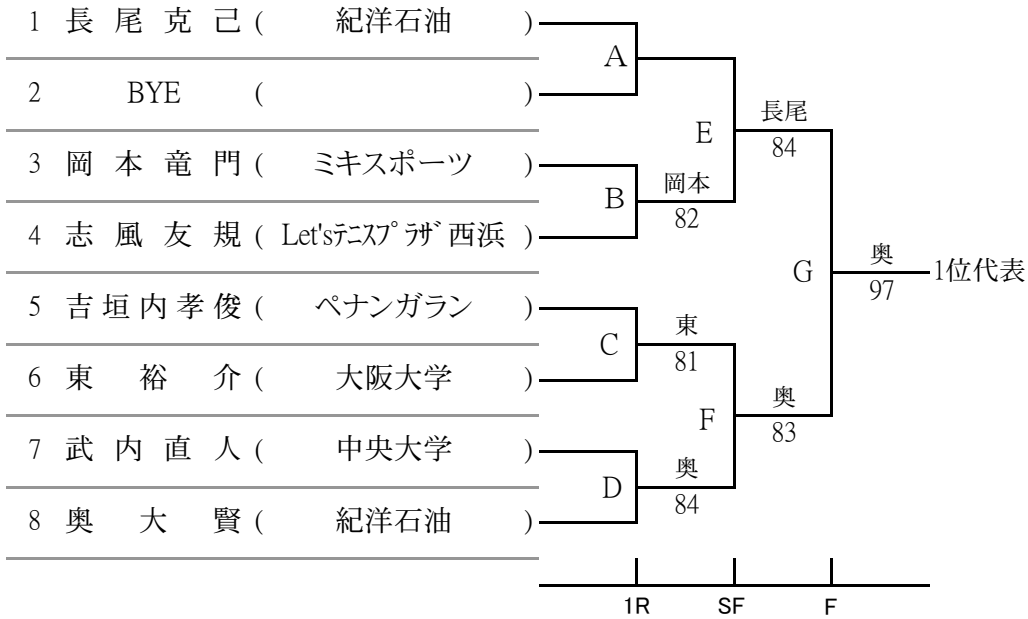 1 長尾克己 ( 紀洋石油 )
2 BYE ( )
3 岡本竜門 ( ミキスポーツ )
4 志風友規 ( Let'sﾃﾆｽﾌﾟﾗｻﾞ西浜 )
5 吉垣内孝俊 ( ペナンガラン )
6 東裕介 ( 大阪大学 )
7 武内直人 ( 中央大学 )
8 奥大賢 ( 紀洋石油 )
A
B
C
D
岡本
82
東
81
奥
84
E
F
長尾
84
奥
83
G
奥
97
1位代表
1R SF F